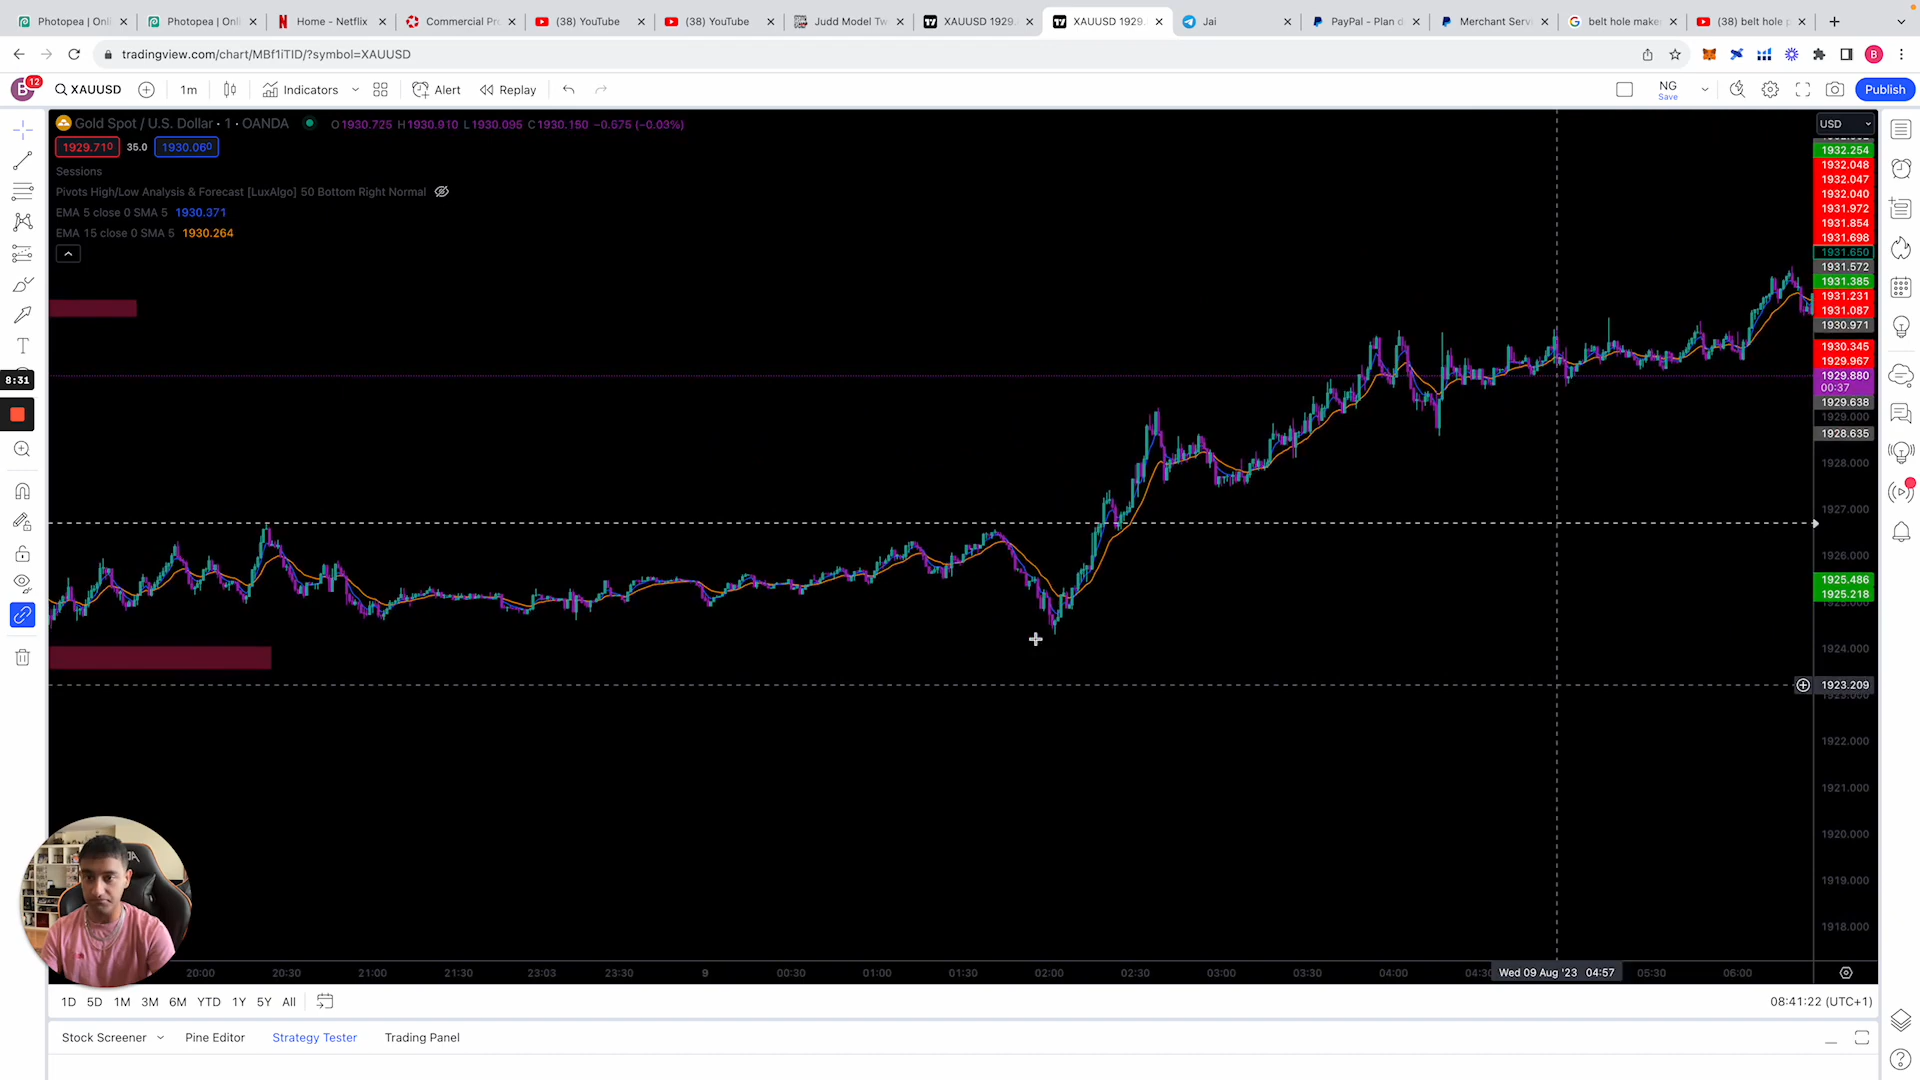 Photopea | Onli
Photopea | Onli
Home - Netflix
Commercial Pro
(38) YouTube
(38) YouTube
Judd Model Tw
XAUUSD 1929.
XAUUSD 1929.
Jai
PayPal - Plan d
Merchant Servi
belt hole make
(38) belt hole p
tradingview.com/chart/MBf1iTID/?symbol=XAUUSD
B
B
12
XAUUSD
1m
Indicators
Alert
Replay
NG
Save
Publish
Gold Spot / U.S. Dollar · 1 · OANDA
O1930.725 H1930.910 L1930.095 C1930.150 −0.675 (−0.03%)
1929.710
35.0
1930.060
Sessions
Pivots High/Low Analysis & Forecast [LuxAlgo] 50 Bottom Right Normal
EMA 5 close 0 SMA 5 1930.371
EMA 15 close 0 SMA 5 1930.264
8:31
USD
1932.254
1932.048
1932.047
1932.040
1931.972
1931.854
1931.698
1931.650
1931.572
1931.385
1931.231
1931.087
1930.971
1930.345
1929.967
1929.880
00:37
1929.638
1929.000
1928.635
1928.000
1927.000
1926.000
1925.486
1925.218
1924.000
1923.209
1922.000
1921.000
1920.000
1919.000
1918.000
20:00
20:30
21:00
21:30
23:03
23:30
9
00:30
01:00
01:30
02:00
02:30
03:00
03:30
04:00
04:30
Wed 09 Aug '23 04:57
05:30
06:00
1D 5D 1M 3M 6M YTD 1Y 5Y All
08:41:22 (UTC+1)
Stock Screener
Pine Editor
Strategy Tester
Trading Panel